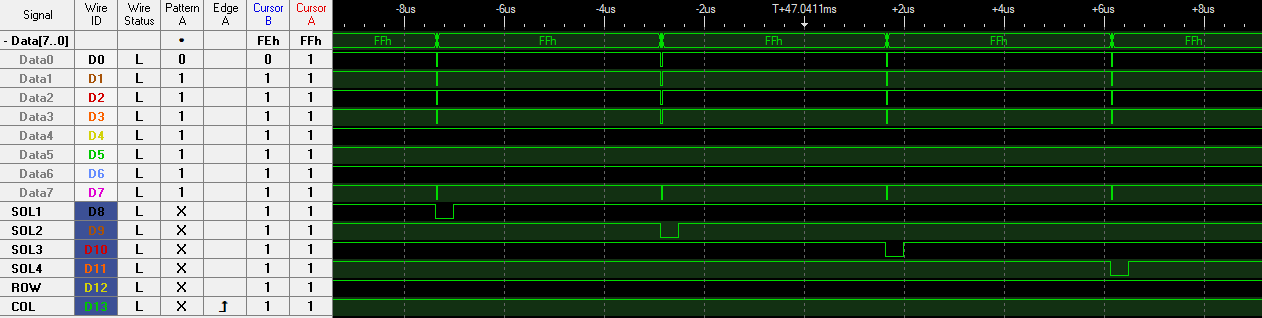 Signal Wire ID Wire Status Pattern A Edge A Cursor B Cursor A -8us -6us -4us -2us T+47.0411ms +2us +4us +6us +8us
- Data[7..0] • FEh FFh FFh FFh FFh FFh FFh
Data0 D0 L 0 0 1
Data1 D1 L 1 1 1
Data2 D2 L 1 1 1
Data3 D3 L 1 1 1
Data4 D4 L 1 1 1
Data5 D5 L 1 1 1
Data6 D6 L 1 1 1
Data7 D7 L 1 1 1
SOL1 D8 L X 1 1
SOL2 D9 L X 1 1
SOL3 D10 L X 1 1
SOL4 D11 L X 1 1
ROW D12 L X 1 1
COL D13 L X 1 1